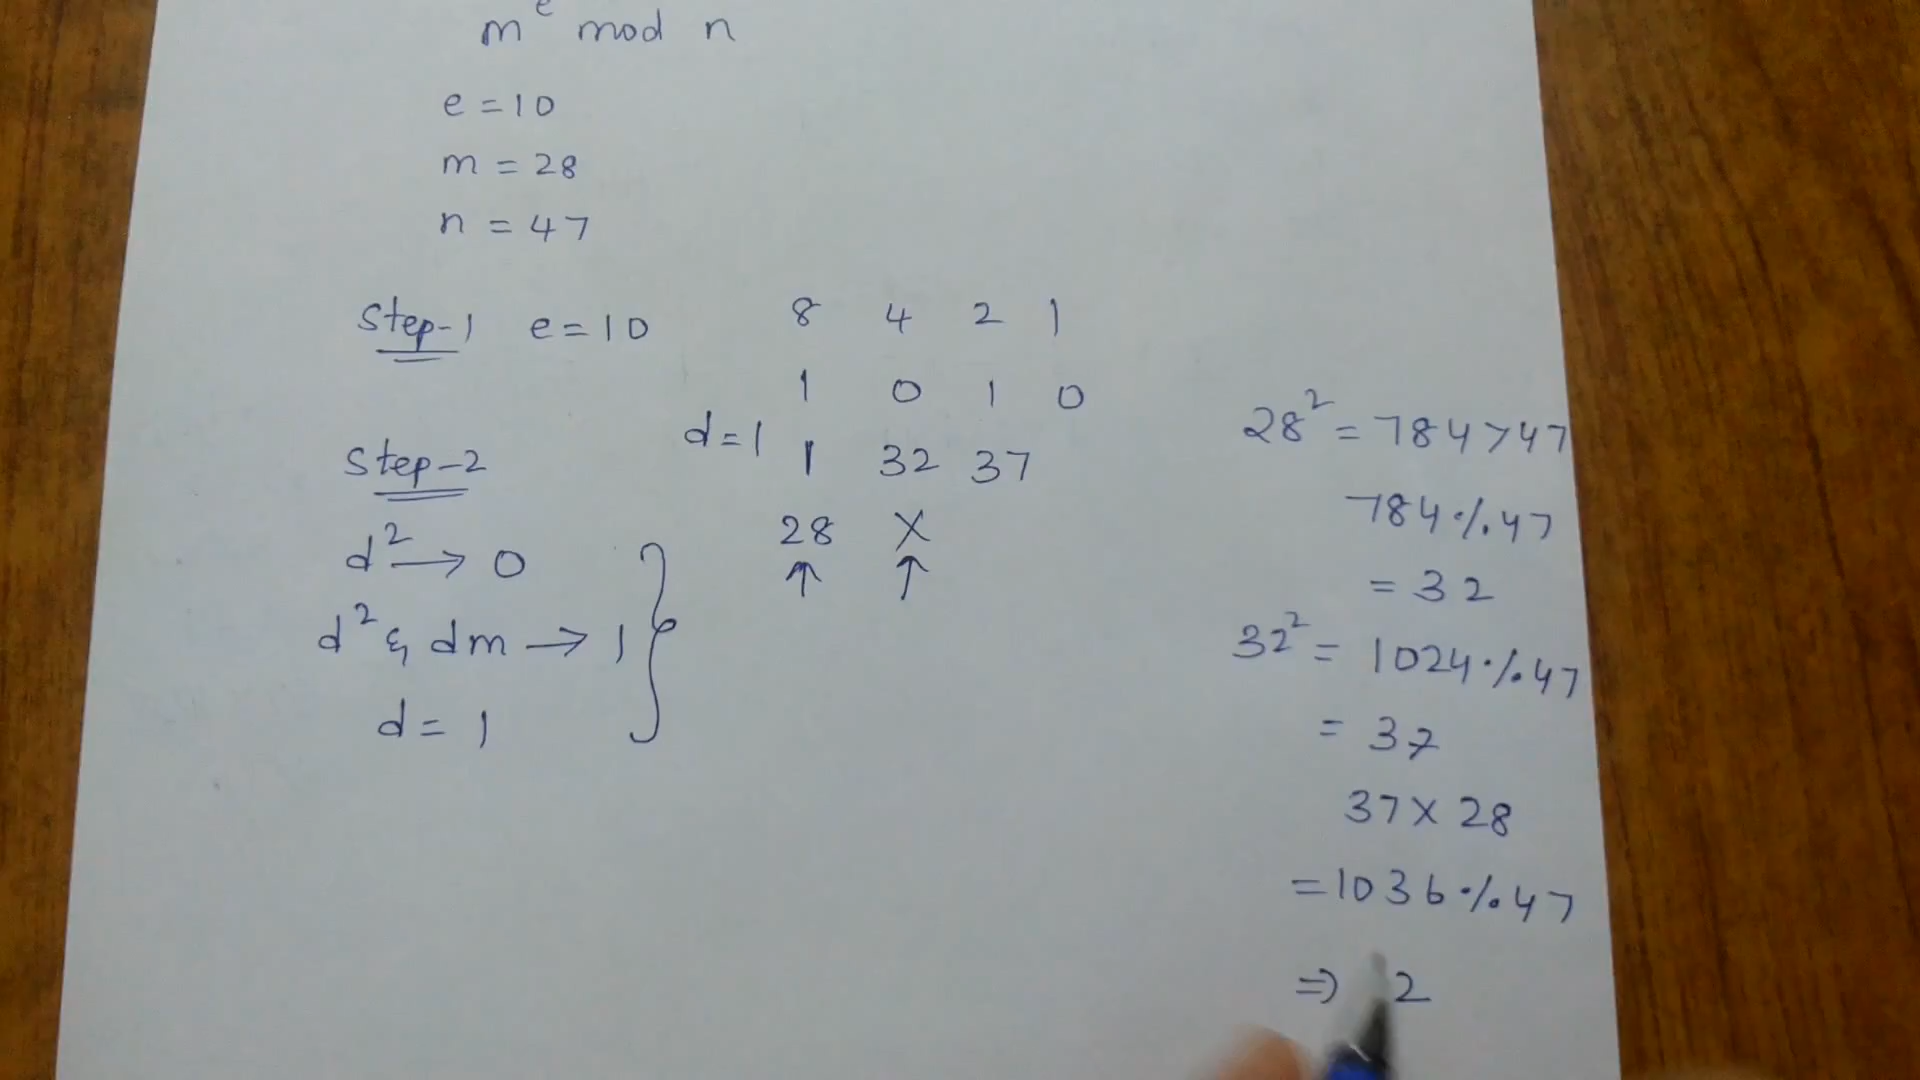 m^e mod n
e = 10
m = 28
n = 47
Step-1 e = 10 8 4 2 1
1 0 1 0
d = 1 1 32 37
28 X
Step-2
d² → 0
d² & dm → 1
d = 1
28² = 784 > 47
784 % 47
= 32
32² = 1024 % 47
= 37
37 x 28
= 1036 % 47
⇒ 2